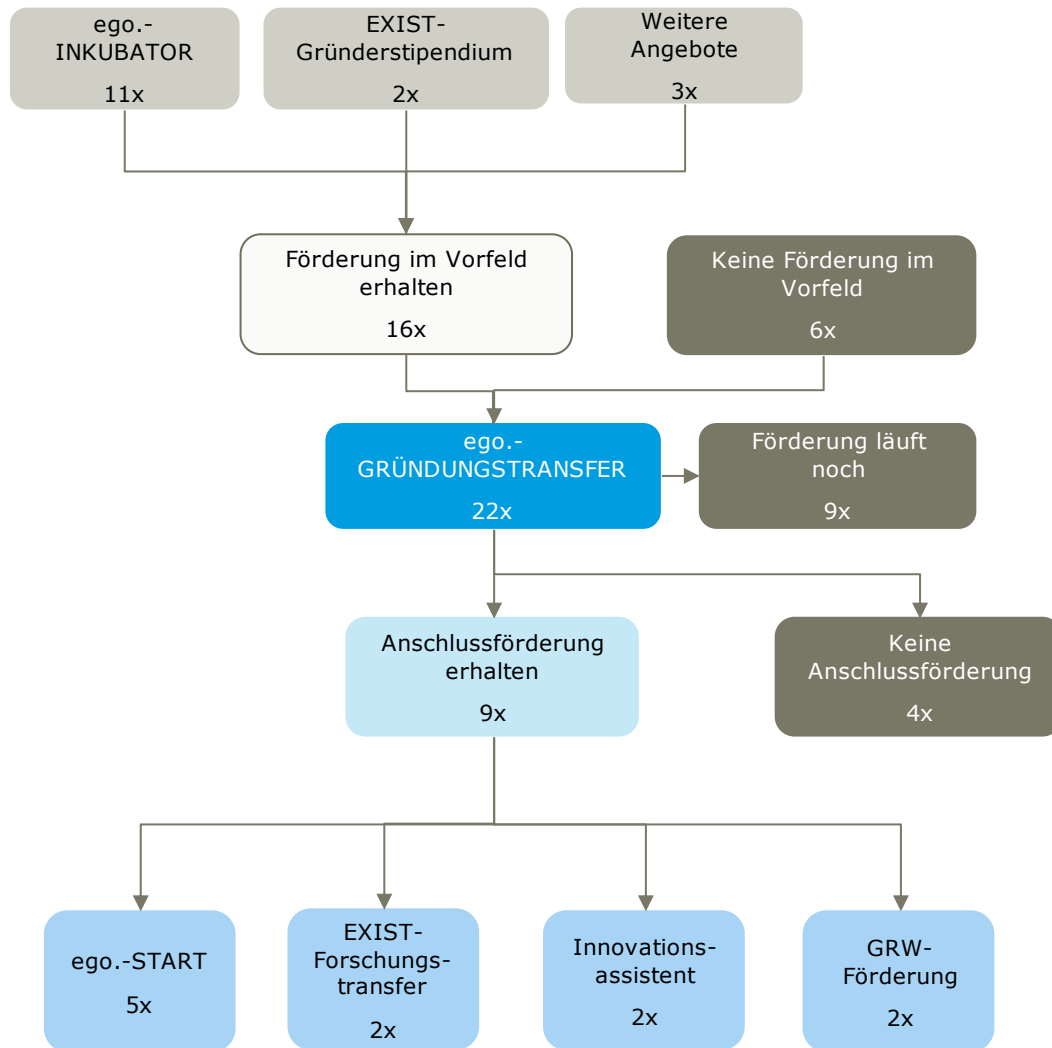 ego.-
INKUBATOR
11x
EXIST-
Gründerstipendium
2x
Weitere
Angebote
3x
Förderung im Vorfeld
erhalten
16x
Keine Förderung im
Vorfeld
6x
ego.-
GRÜNDUNGSTRANSFER
22x
Förderung läuft
noch
9x
Anschlussförderung
erhalten
9x
Keine
Anschlussförderung
4x
ego.-START
5x
EXIST-
Forschungs-
transfer
2x
Innovations-
assistent
2x
GRW-
Förderung
2x